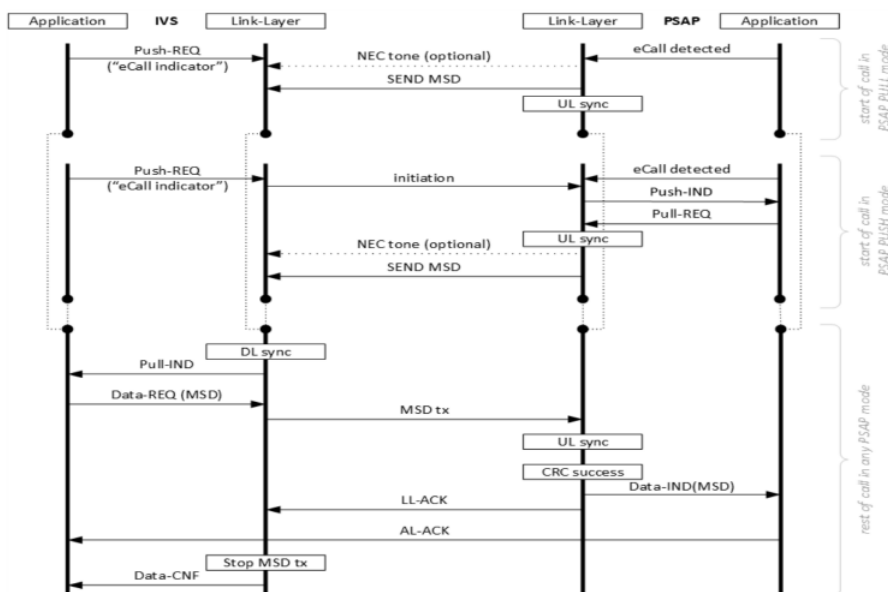 Application IVS Link-Layer Link-Layer PSAP Application
Push-REQ
("eCall indicator")
NEC tone (optional)
eCall detected
SEND MSD
UL sync
start of call in
PSAP PULL mode
Push-REQ
("eCall indicator")
initiation
eCall detected
Push-IND
Pull-REQ
UL sync
NEC tone (optional)
SEND MSD
start of call in
PSAP PUSH mode
DL sync
Pull-IND
Data-REQ (MSD)
MSD tx
UL sync
CRC success
Data-IND(MSD)
LL-ACK
AL-ACK
Stop MSD tx
Data-CNF
rest of call in any PSAP mode